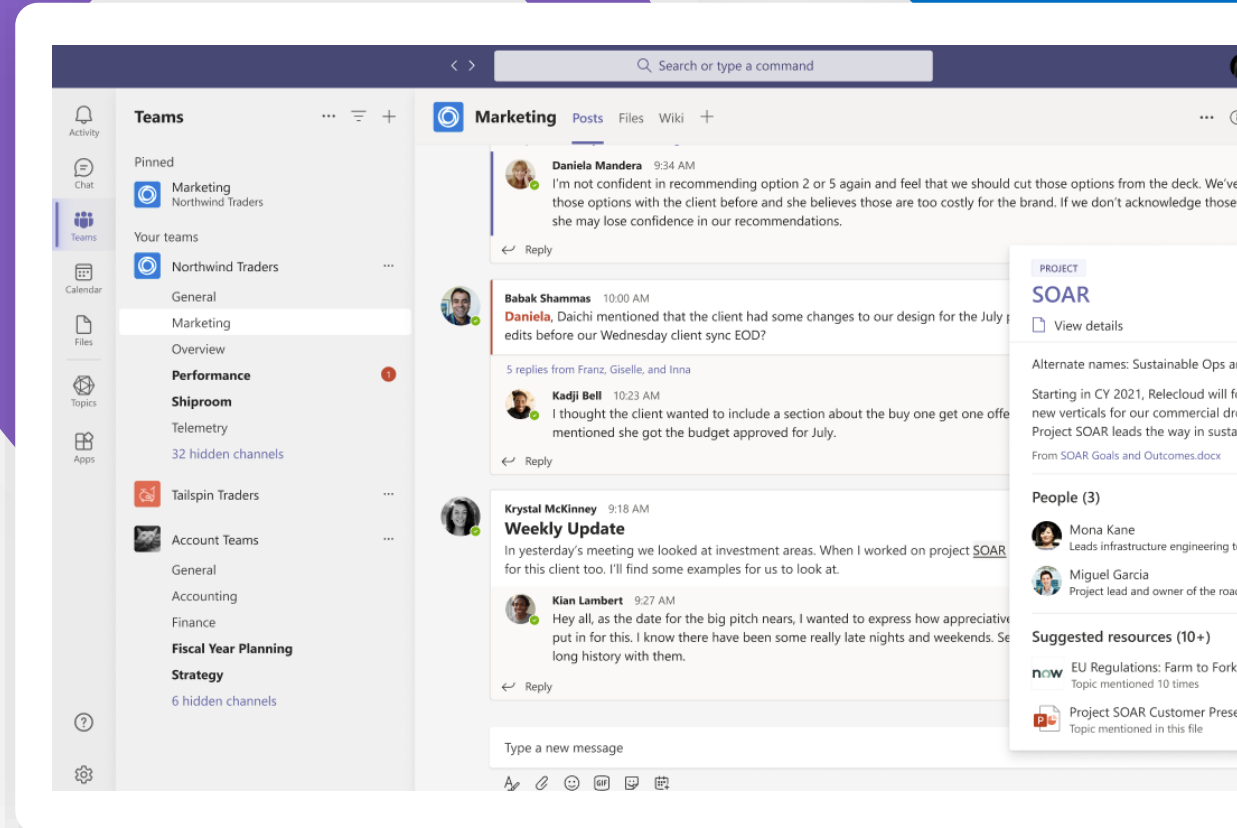 Search or type a command
Activity
Chat
Teams
Calendar
Files
Topics
Apps
Teams
Pinned
Marketing
Northwind Traders
Your teams
Northwind Traders
General
Marketing
Overview
Performance
1
Shiproom
Telemetry
32 hidden channels
Tailspin Traders
Account Teams
General
Accounting
Finance
Fiscal Year Planning
Strategy
6 hidden channels
Marketing Posts Files Wiki
Daniela Mandera 9:34 AM
I'm not confident in recommending option 2 or 5 again and feel that we should cut those options from the deck. We've
those options with the client before and she believes those are too costly for the brand. If we don't acknowledge those
she may lose confidence in our recommendations.
Reply
Babak Shammas 10:00 AM
Daniela, Daichi mentioned that the client had some changes to our design for the July
edits before our Wednesday client sync EOD?
5 replies from Franz, Giselle, and Inna
Kadji Bell 10:23 AM
I thought the client wanted to include a section about the buy one get one offe
mentioned she got the budget approved for July.
Reply
Krystal McKinney 9:18 AM
Weekly Update
In yesterday's meeting we looked at investment areas. When I worked on project SOAR
for this client too. I'll find some examples for us to look at.
Kian Lambert 9:27 AM
Hey all, as the date for the big pitch nears, I wanted to express how appreciative
put in for this. I know there have been some really late nights and weekends. Se
long history with them.
Reply
Type a new message
GIF
PROJECT
SOAR
View details
Alternate names: Sustainable Ops a
Starting in CY 2021, Relecloud will f
new verticals for our commercial dr
Project SOAR leads the way in susta
From SOAR Goals and Outcomes.docx
People (3)
Mona Kane
Leads infrastructure engineering t
Miguel Garcia
Project lead and owner of the roa
Suggested resources (10+)
now
EU Regulations: Farm to Fork
Topic mentioned 10 times
P
Project SOAR Customer Prese
Topic mentioned in this file